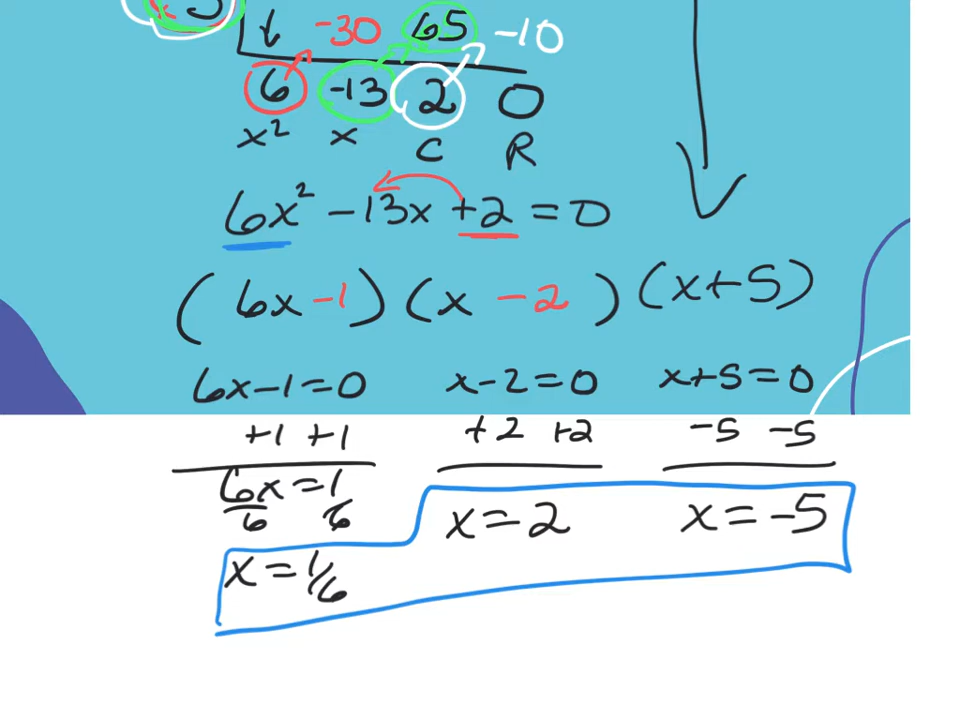 5 ↓ -30 65 -10
6 -13 2 0
x² x C R
6x² - 13x + 2 = 0
(6x - 1)(x - 2)(x + 5)
6x - 1 = 0 x - 2 = 0 x + 5 = 0
+1 +1 +2 +2 -5 -5
6x = 1
6 6
x = 2 x = -5
x = 1/6